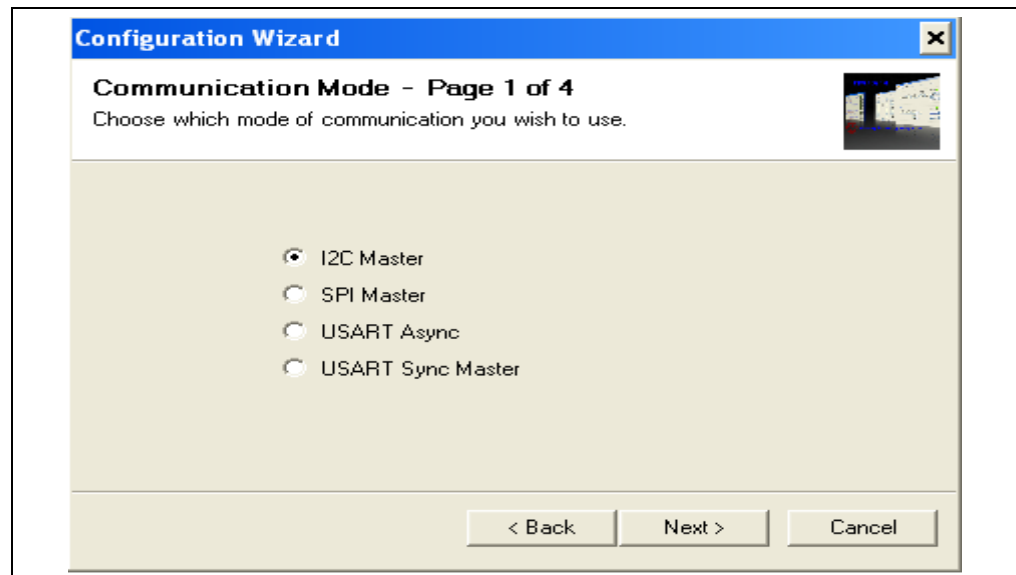 Configuration Wizard
Communication Mode - Page 1 of 4
Choose which mode of communication you wish to use.
I2C Master
SPI Master
USART Async
USART Sync Master
< Back
Next >
Cancel